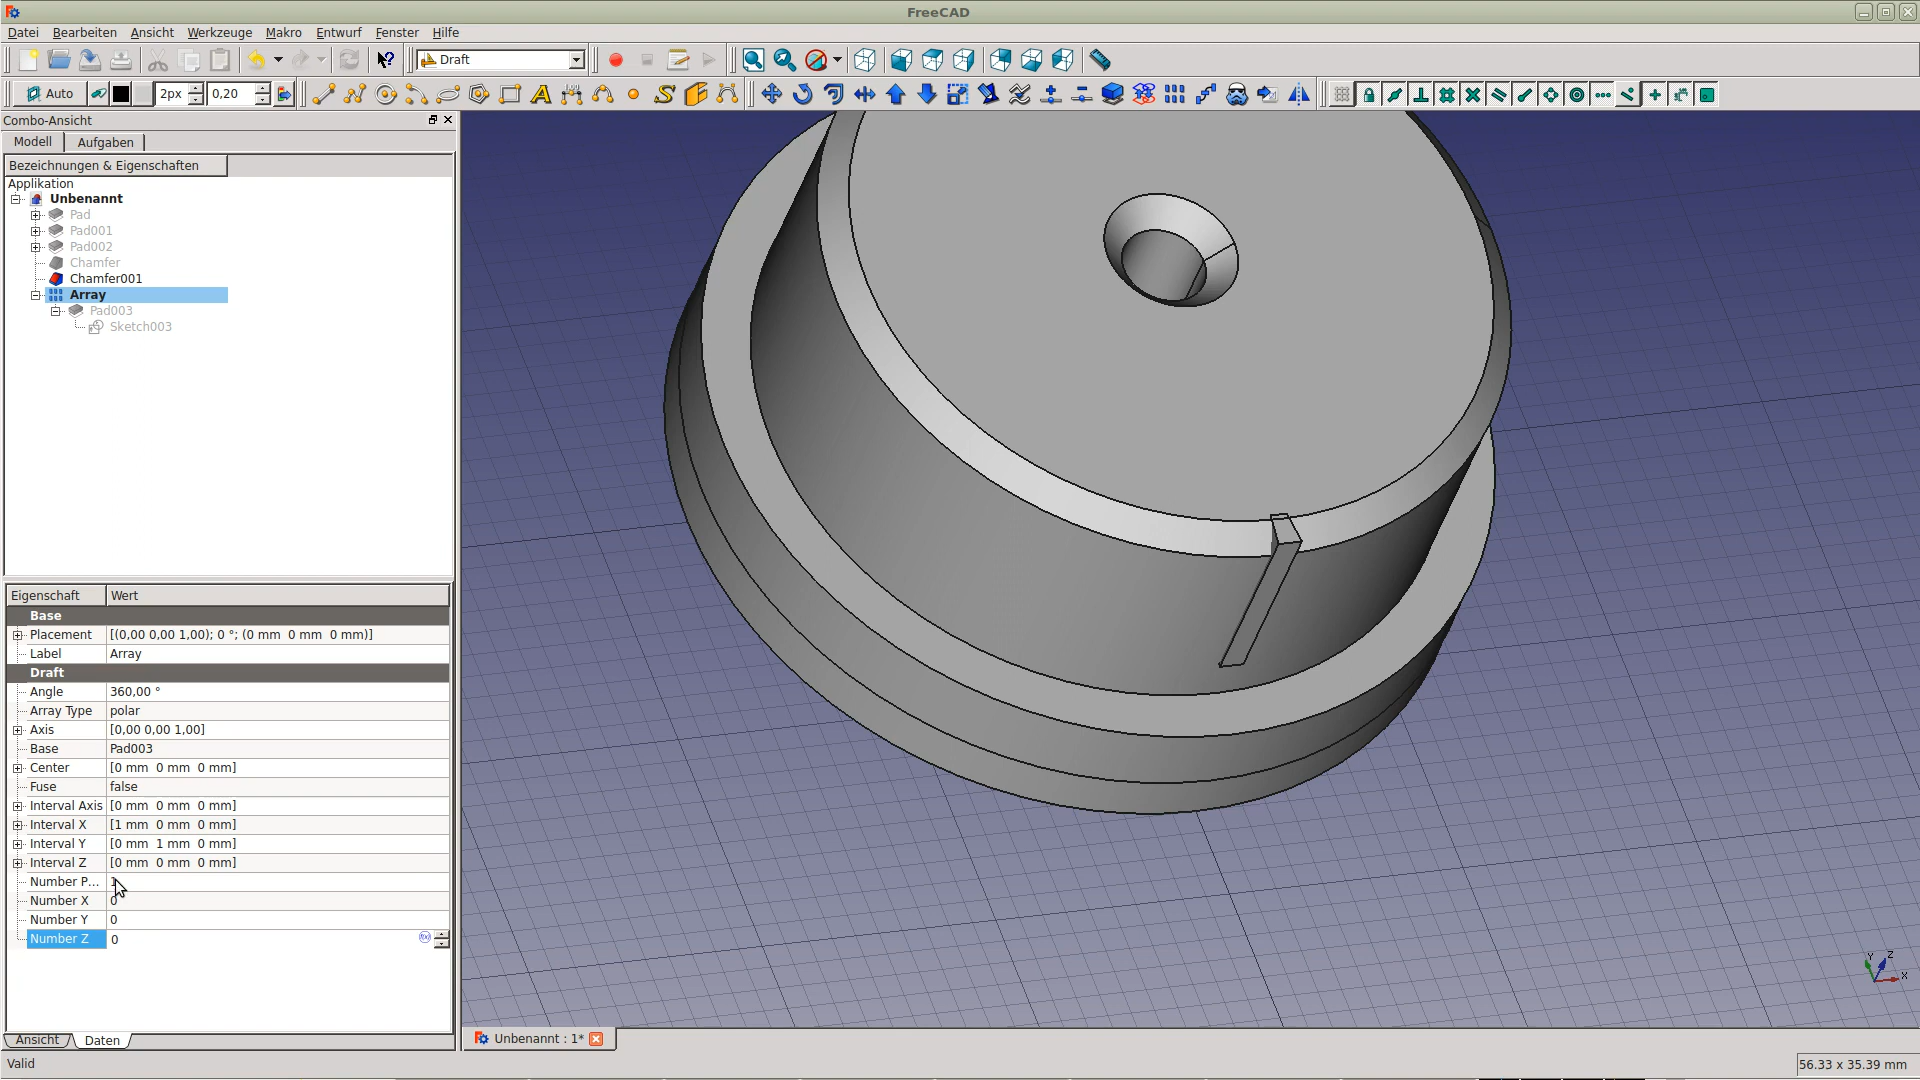 FreeCAD
Datei Bearbeiten Ansicht Werkzeuge Makro Entwurf Fenster Hilfe
Draft
Auto 2px 0,20
Combo-Ansicht
Modell Aufgaben
Bezeichnungen & Eigenschaften
Applikation
Unbenannt
Pad
Pad001
Pad002
Chamfer
Chamfer001
Array
Pad003
Sketch003
Eigenschaft Wert
Base
Placement [(0,00 0,00 1,00); 0 °; (0 mm 0 mm 0 mm)]
Label Array
Draft
Angle 360,00 °
Array Type polar
Axis [0,00 0,00 1,00]
Base Pad003
Center [0 mm 0 mm 0 mm]
Fuse false
Interval Axis [0 mm 0 mm 0 mm]
Interval X [1 mm 0 mm 0 mm]
Interval Y [0 mm 1 mm 0 mm]
Interval Z [0 mm 0 mm 0 mm]
Number P... 1
Number X 0
Number Y 0
Number Z 0
Y Z X
Ansicht Daten
Unbenannt : 1*
Valid
56.33 x 35.39 mm